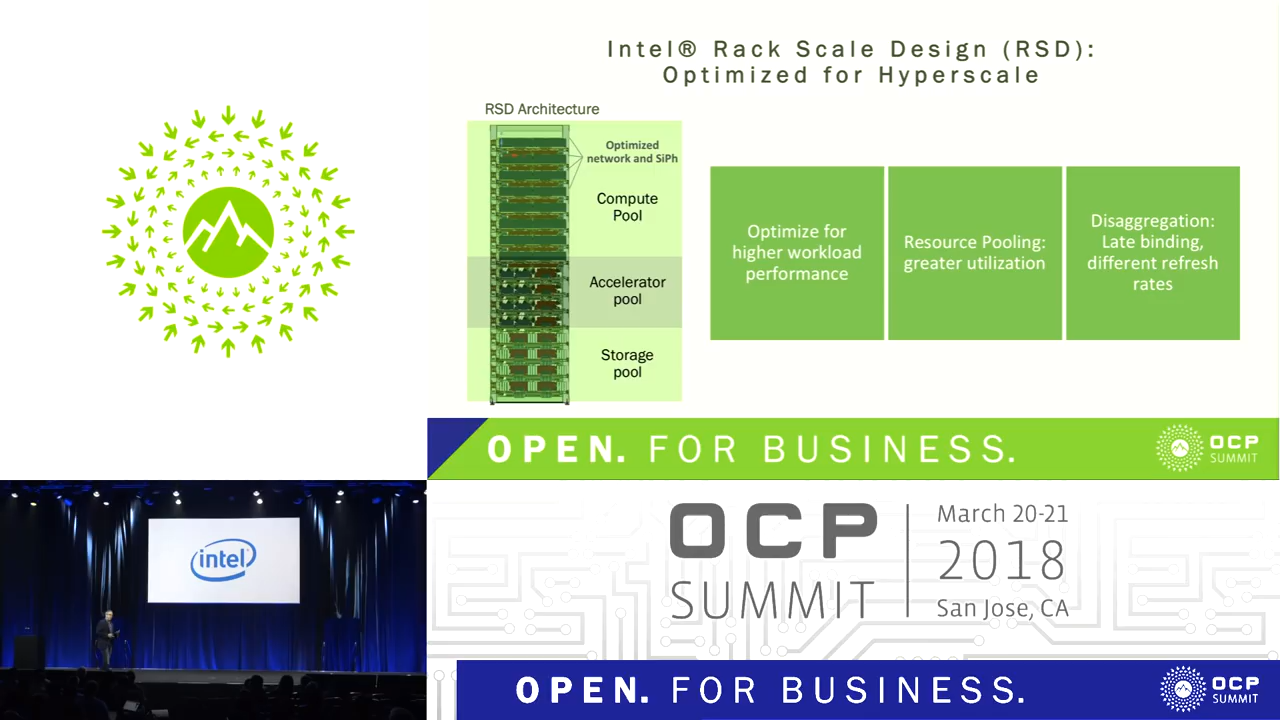 Intel® Rack Scale Design (RSD):
Optimized for Hyperscale
RSD Architecture
Optimized
network and SiPh
Compute
Pool
Accelerator
pool
Storage
pool
Optimize for
higher workload
performance
Resource Pooling:
greater utilization
Disaggregation:
Late binding,
different refresh
rates
OPEN. FOR BUSINESS.
OCP
SUMMIT
intel
OCP
SUMMIT
March 20-21
2018
San Jose, CA
OPEN. FOR BUSINESS.
OCP
SUMMIT